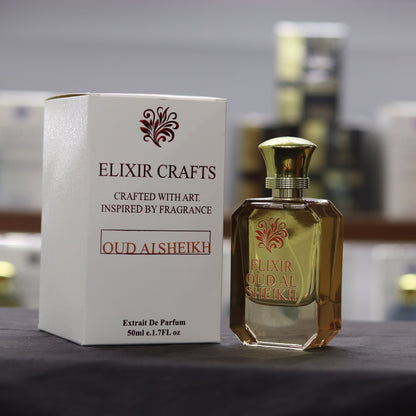 ELIXIR CRAFTS
CRAFTED WITH ART.
INSPIRED BY FRAGRANCE
OUD ALSHEIKH
Extrait De Parfum
50ml e.1.7FL oz
ELIXIR
OUD AL
SHEIKH